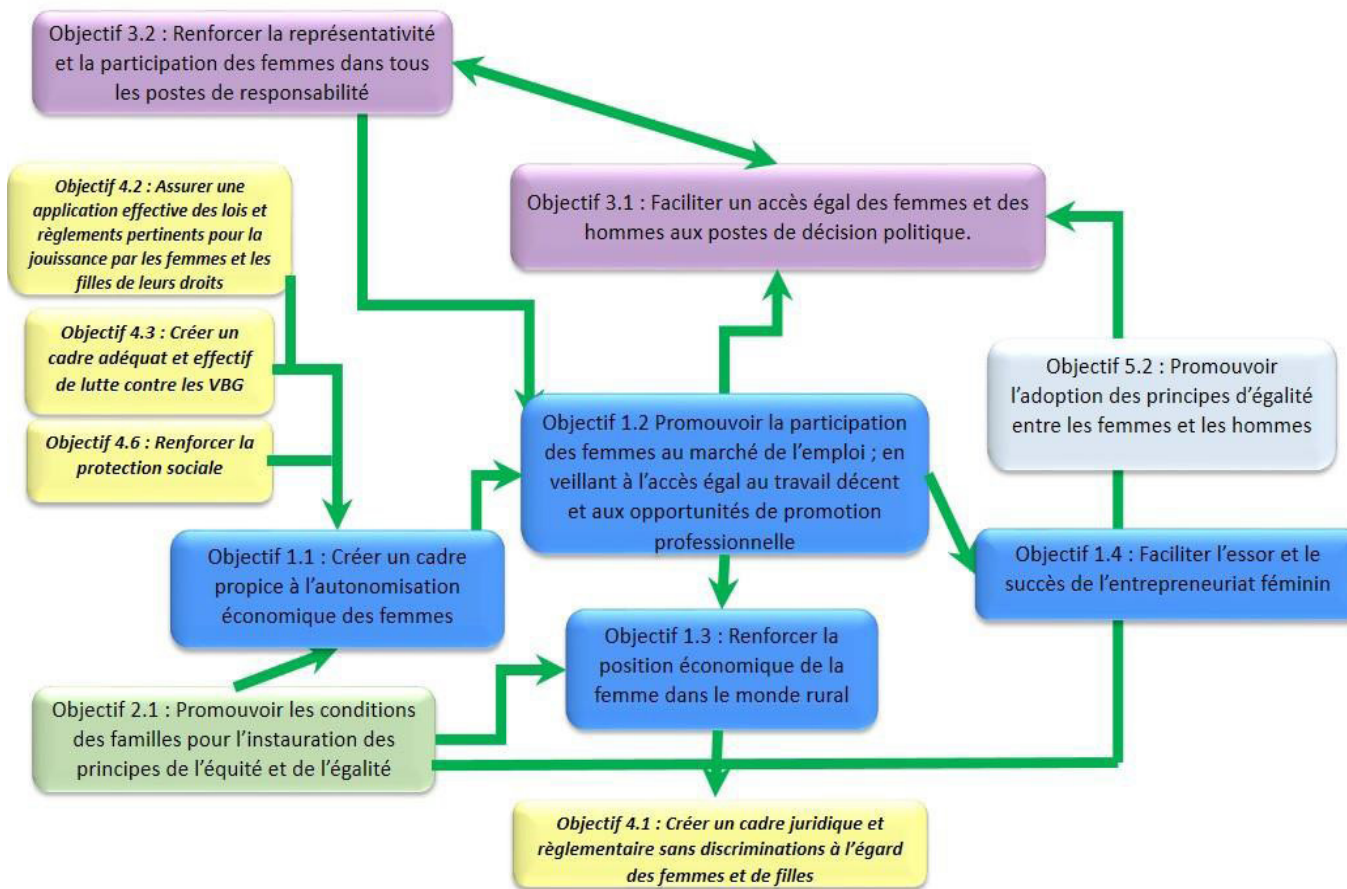 Objectif 3.2 : Renforcer la représentativité
et la participation des femmes dans tous
les postes de responsabilité
Objectif 4.2 : Assurer une
application effective des lois et
règlements pertinents pour la
jouissance par les femmes et les
filles de leurs droits
Objectif 3.1 : Faciliter un accès égal des femmes et des
hommes aux postes de décision politique.
Objectif 4.3 : Créer un
cadre adéquat et effectif
de lutte contre les VBG
Objectif 5.2 : Promouvoir
l’adoption des principes d’égalité
entre les femmes et les hommes
Objectif 4.6 : Renforcer la
protection sociale
Objectif 1.2 Promouvoir la participation
des femmes au marché de l’emploi ; en
veillant à l’accès égal au travail décent
et aux opportunités de promotion
professionnelle
Objectif 1.1 : Créer un cadre
propice à l’autonomisation
économique des femmes
Objectif 1.4 : Faciliter l’essor et le
succès de l’entrepreneuriat féminin
Objectif 1.3 : Renforcer la
position économique de la
femme dans le monde rural
Objectif 2.1 : Promouvoir les conditions
des familles pour l’instauration des
principes de l’équité et de l’égalité
Objectif 4.1 : Créer un cadre juridique et
règlementaire sans discriminations à l’égard
des femmes et de filles